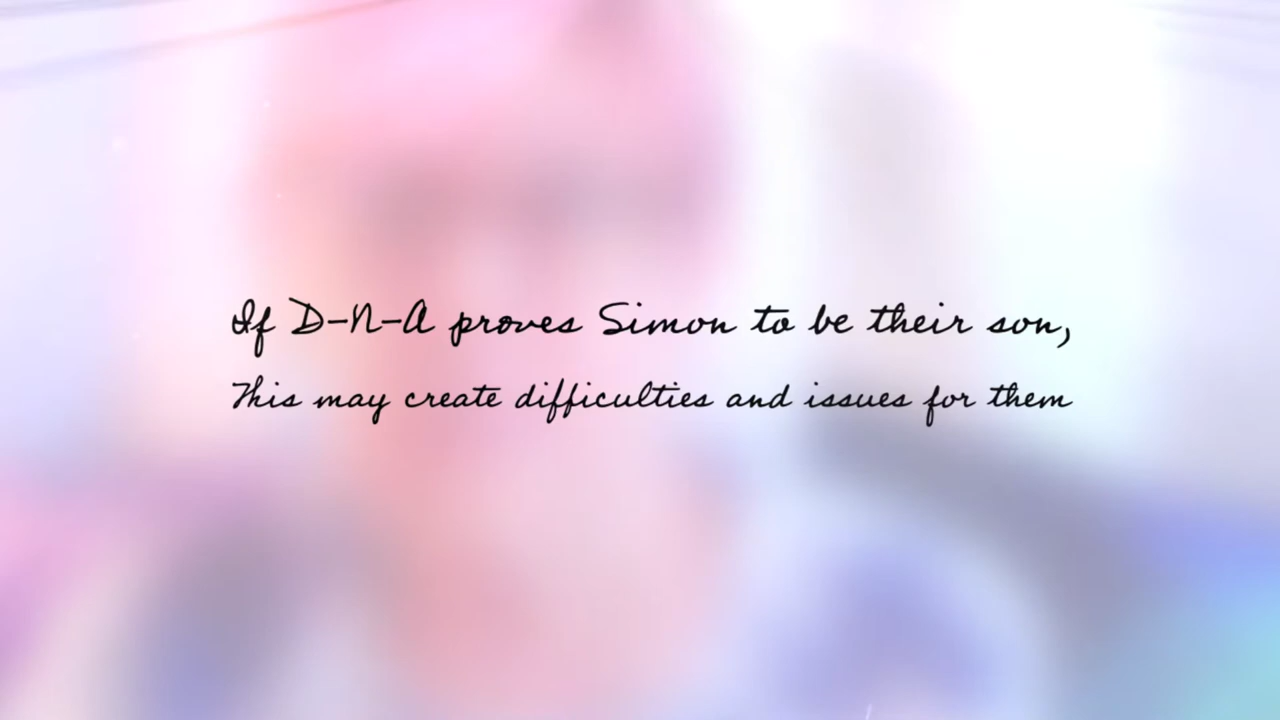 If D-N-A proves Simon to be their son,
This may create difficulties and issues for them